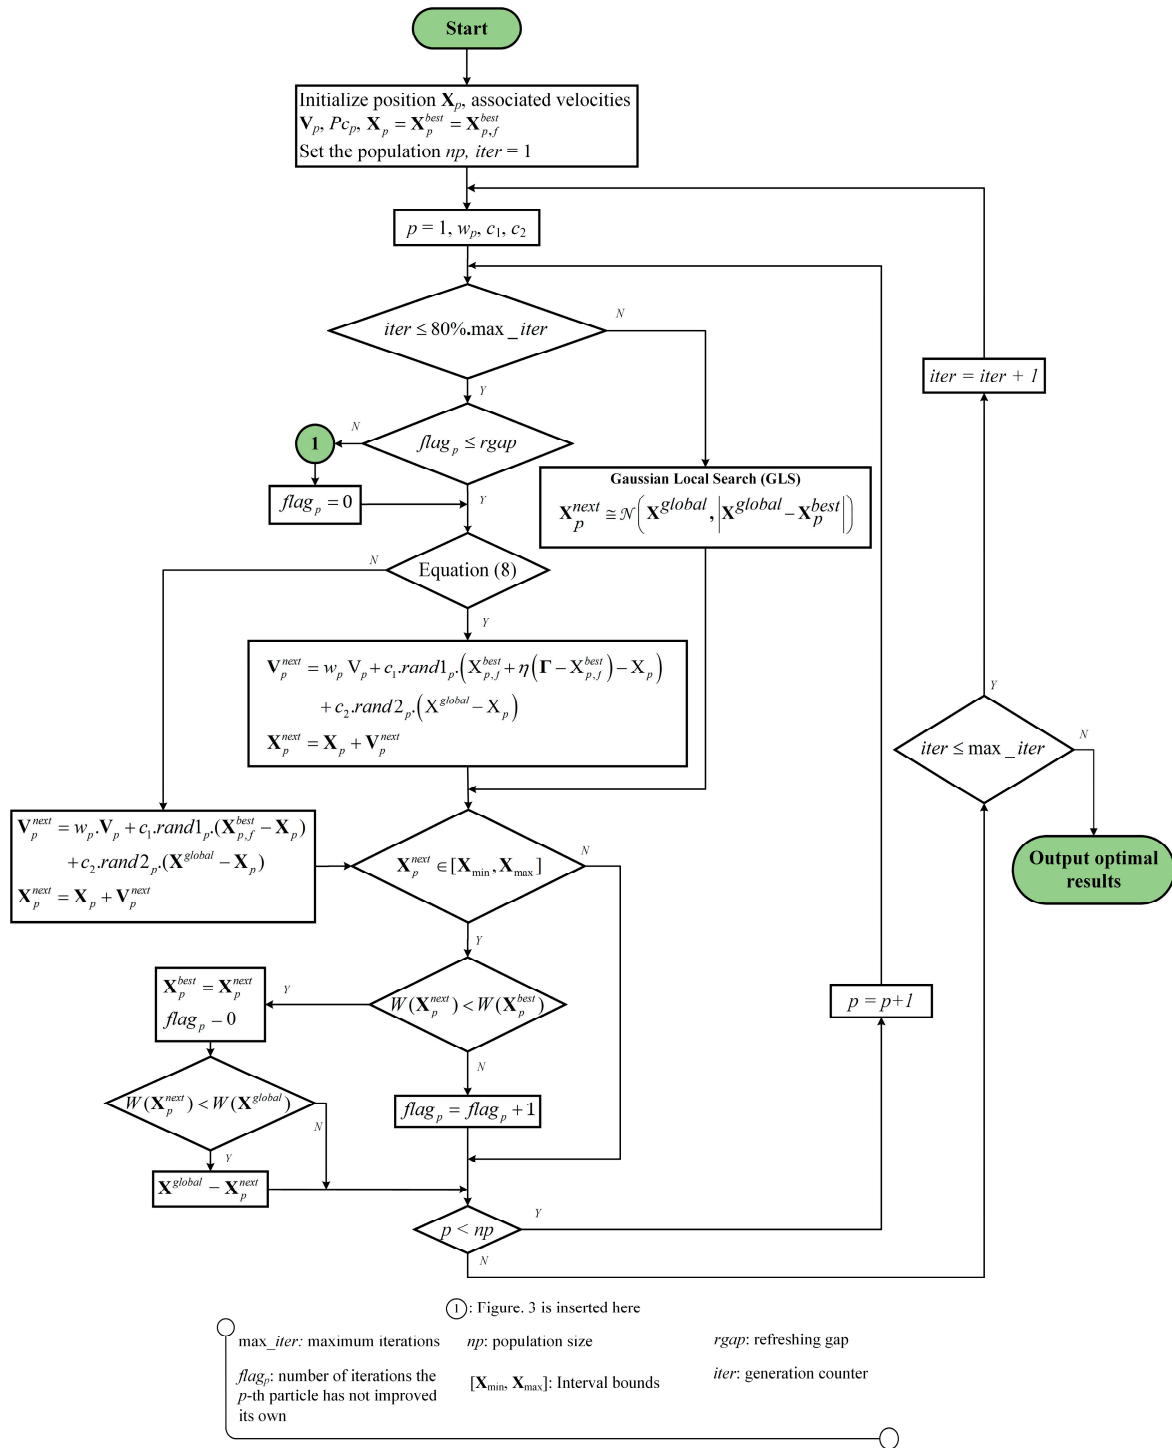 Start
Initialize position X_p, associated velocities
V_p, Pc_p, X_p = X_p^{best} = X_{p,f}^{best}
Set the population np, iter = 1
p = 1, w_p, c_1, c_2
iter ≤ 80%.max_iter
N
Y
iter = iter + 1
1
N
flag_p ≤ rgap
Y
flag_p = 0
Gaussian Local Search (GLS)
X_p^{next} ≅ 𝒩(X^{global}, |X^{global} - X_p^{best}|)
N
Equation (8)
Y
V_p^{next} = w_p V_p + c_1.rand1_p.(X_{p,f}^{best} + η(Γ - X_{p,f}^{best}) - X_p)
+ c_2.rand2_p.(X^{global} - X_p)
X_p^{next} = X_p + V_p^{next}
Y
iter ≤ max_iter
N
V_p^{next} = w_p.V_p + c_1.rand1_p.(X_{p,f}^{best} - X_p)
+ c_2.rand2_p.(X^{global} - X_p)
X_p^{next} = X_p + V_p^{next}
X_p^{next} ∈ [X_min, X_max]
N
Y
Output optimal
results
X_p^{best} = X_p^{next}
flag_p - 0
Y
W(X_p^{next}) < W(X_p^{best})
N
p = p+1
W(X_p^{next}) < W(X^{global})
N
Y
flag_p = flag_p + 1
X^{global} - X_p^{next}
p < np
Y
N
1: Figure. 3 is inserted here
max_iter: maximum iterations
np: population size
rgap: refreshing gap
flag_p: number of iterations the
p-th particle has not improved
its own
[X_min, X_max]: Interval bounds
iter: generation counter